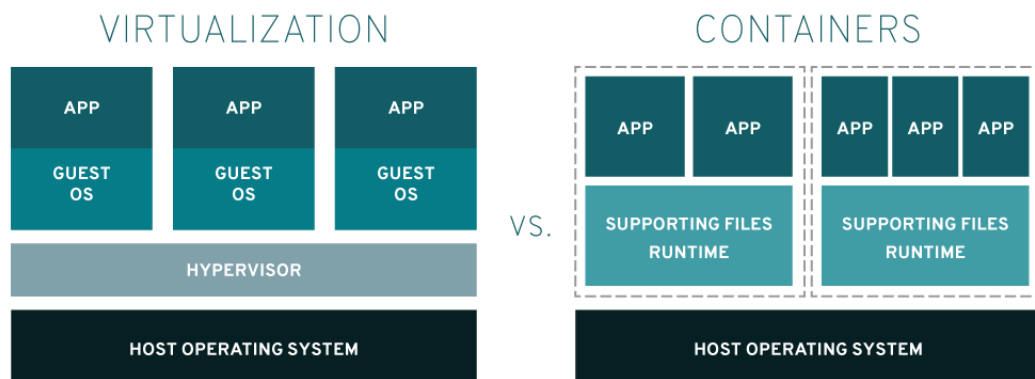 VIRTUALIZATION
APP
APP
APP
GUEST
OS
GUEST
OS
GUEST
OS
HYPERVISOR
HOST OPERATING SYSTEM
VS.
CONTAINERS
APP
APP
SUPPORTING FILES
RUNTIME
APP
APP
APP
SUPPORTING FILES
RUNTIME
HOST OPERATING SYSTEM